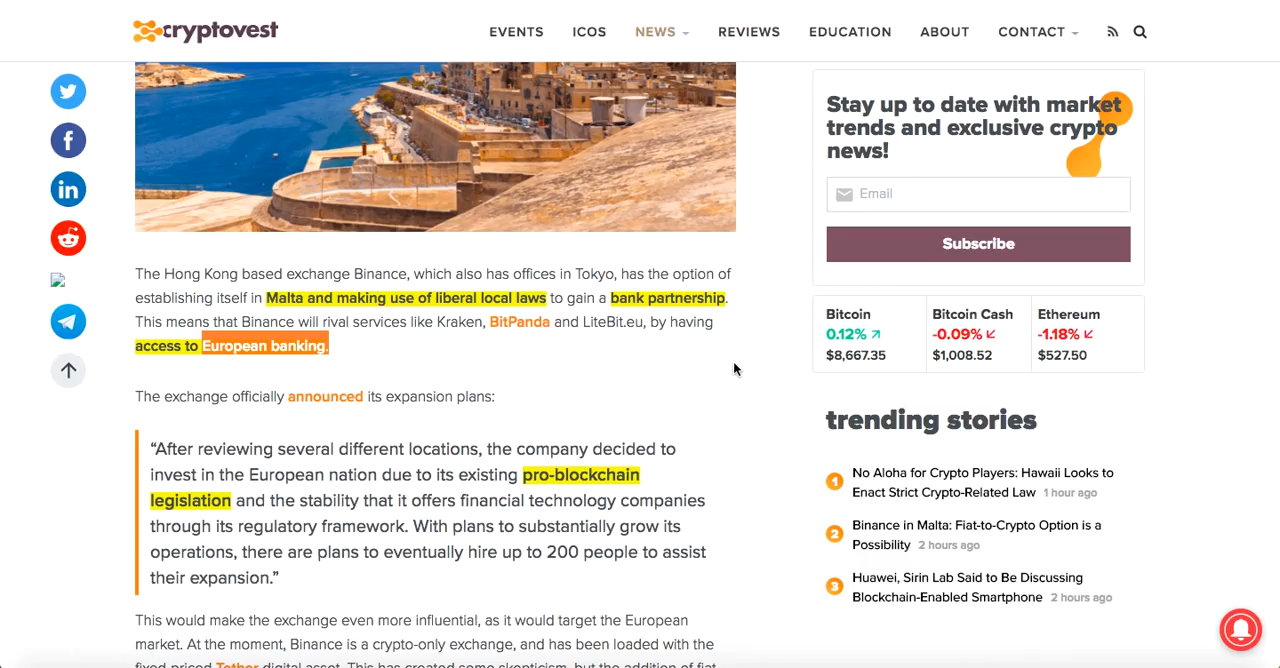 cryptovest
EVENTS ICOS NEWS REVIEWS EDUCATION ABOUT CONTACT
The Hong Kong based exchange Binance, which also has offices in Tokyo, has the option of
establishing itself in Malta and making use of liberal local laws to gain a bank partnership.
This means that Binance will rival services like Kraken, BitPanda and LiteBit.eu, by having
access to European banking.
The exchange officially announced its expansion plans:
“After reviewing several different locations, the company decided to
invest in the European nation due to its existing pro-blockchain
legislation and the stability that it offers financial technology companies
through its regulatory framework. With plans to substantially grow its
operations, there are plans to eventually hire up to 200 people to assist
their expansion.”
This would make the exchange even more influential, as it would target the European
market. At the moment, Binance is a crypto-only exchange, and has been loaded with the
fixed-priced Tether digital asset. This has created some skepticism, but the addition of fiat
Stay up to date with market
trends and exclusive crypto
news!
Email
Subscribe
Bitcoin Bitcoin Cash Ethereum
0.12% -0.09% -1.18%
$8,667.35 $1,008.52 $527.50
trending stories
1 No Aloha for Crypto Players: Hawaii Looks to
Enact Strict Crypto-Related Law 1 hour ago
2 Binance in Malta: Fiat-to-Crypto Option is a
Possibility 2 hours ago
3 Huawei, Sirin Lab Said to Be Discussing
Blockchain-Enabled Smartphone 2 hours ago